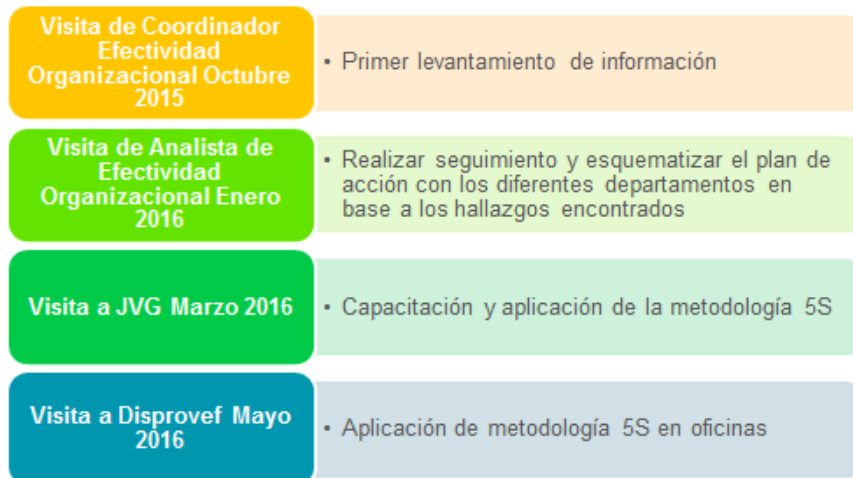 Visita de Coordinador
Efectividad
Organizacional Octubre
2015
• Primer levantamiento de información
Visita de Analista de
Efectividad
Organizacional Enero
2016
• Realizar seguimiento y esquematizar el plan de
acción con los diferentes departamentos en
base a los hallazgos encontrados
Visita a JVG Marzo 2016
• Capacitación y aplicación de la metodología 5S
Visita a Disprovef Mayo
2016
• Aplicación de metodología 5S en oficinas